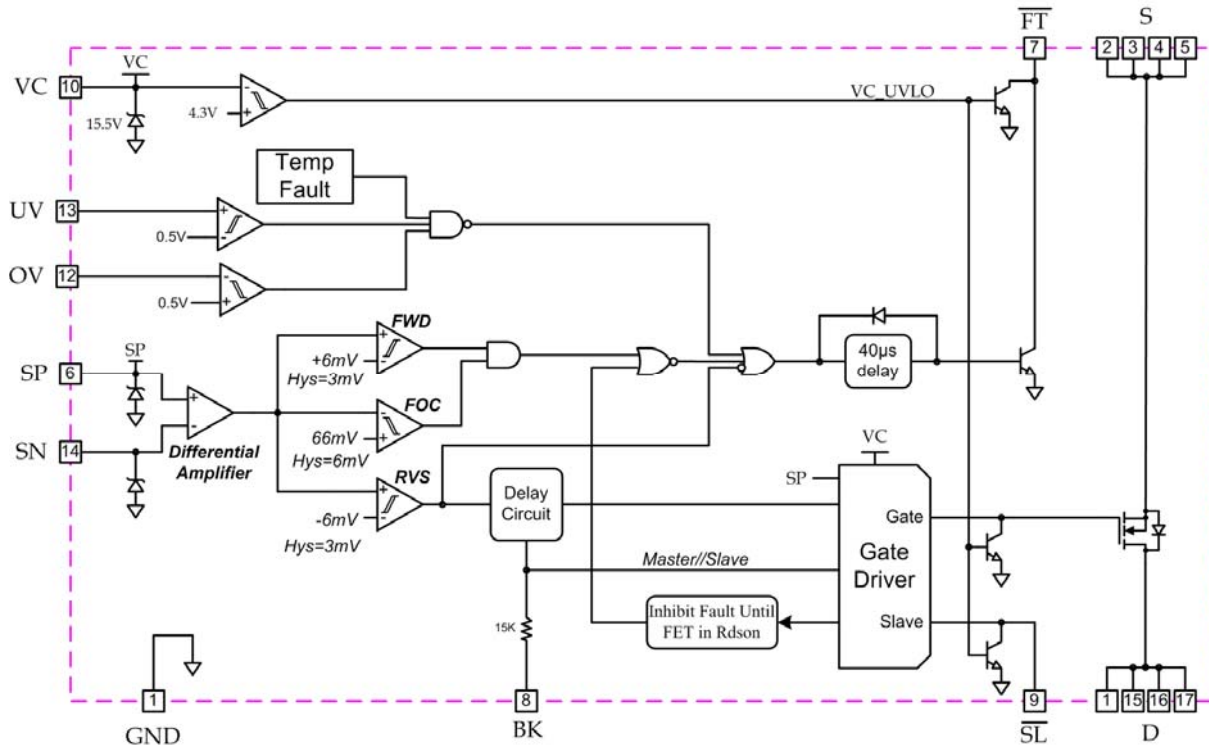 FT
S
7
2 3 4 5
VC
10
VC
15.5V
4.3V
VC_UVLO
Temp
Fault
UV
13
0.5V
OV
12
0.5V
FWD
+6mV
Hys=3mV
40µs
delay
SP
SP
6
FOC
66mV
Hys=6mV
SN
14
Differential
Amplifier
RVS
-6mV
Hys=3mV
Delay
Circuit
VC
SP
Gate
Gate
Driver
Slave
Master//Slave
Inhibit Fault Until
FET in Rdson
15K
1
GND
8
BK
9
SL
1 15 16 17
D